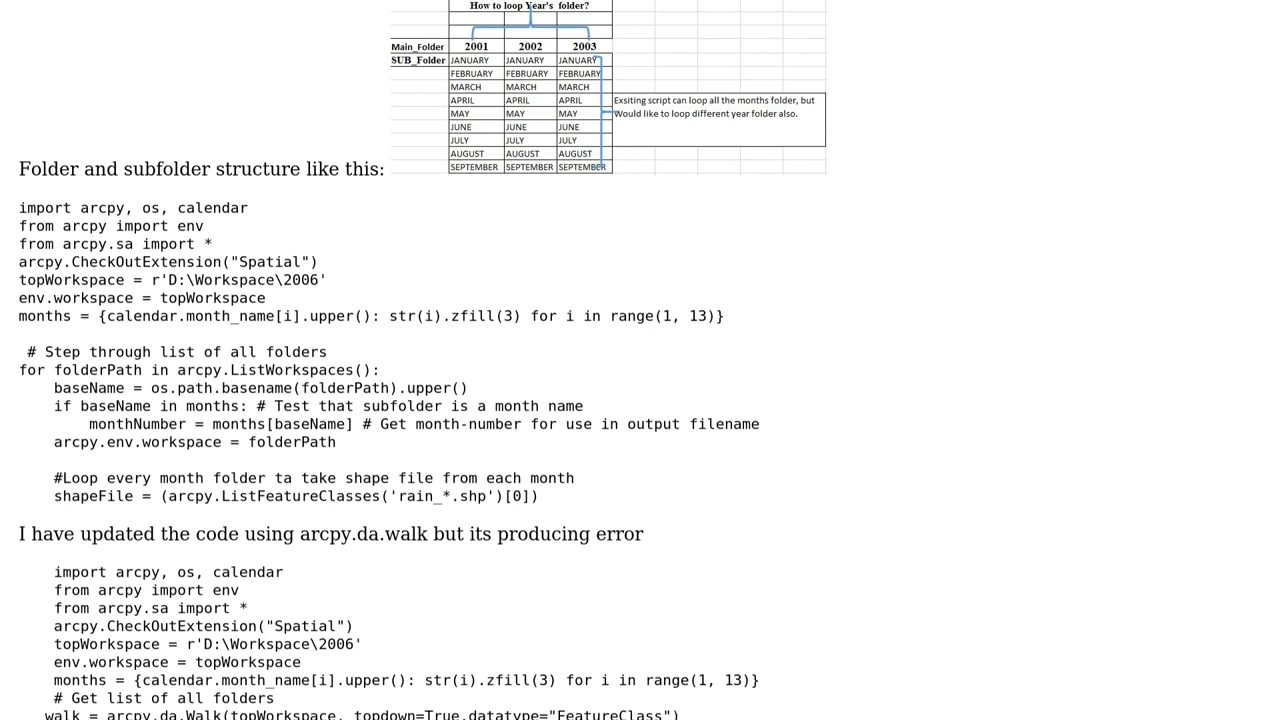 How to loop Year's folder?
Main_Folder 2001 2002 2003
SUB_Folder JANUARY JANUARY JANUARY
FEBRUARY FEBRUARY FEBRUARY
MARCH MARCH MARCH
APRIL APRIL APRIL Exsiting script can loop all the months folder, but
MAY MAY MAY Would like to loop different year folder also.
JUNE JUNE JUNE
JULY JULY JULY
AUGUST AUGUST AUGUST
SEPTEMBER SEPTEMBER SEPTEMBER
Folder and subfolder structure like this:
import arcpy, os, calendar
from arcpy import env
from arcpy.sa import *
arcpy.CheckOutExtension("Spatial")
topWorkspace = r'D:\Workspace\2006'
env.workspace = topWorkspace
months = {calendar.month_name[i].upper(): str(i).zfill(3) for i in range(1, 13)}
# Step through list of all folders
for folderPath in arcpy.ListWorkspaces():
baseName = os.path.basename(folderPath).upper()
if baseName in months: # Test that subfolder is a month name
monthNumber = months[baseName] # Get month-number for use in output filename
arcpy.env.workspace = folderPath
#Loop every month folder ta take shape file from each month
shapeFile = (arcpy.ListFeatureClasses('rain_*.shp')[0])
I have updated the code using arcpy.da.walk but its producing error
import arcpy, os, calendar
from arcpy import env
from arcpy.sa import *
arcpy.CheckOutExtension("Spatial")
topWorkspace = r'D:\Workspace\2006'
env.workspace = topWorkspace
months = {calendar.month_name[i].upper(): str(i).zfill(3) for i in range(1, 13)}
# Get list of all folders
walk = arcpy.da.Walk(topWorkspace, topdown=True,datatype="FeatureClass")